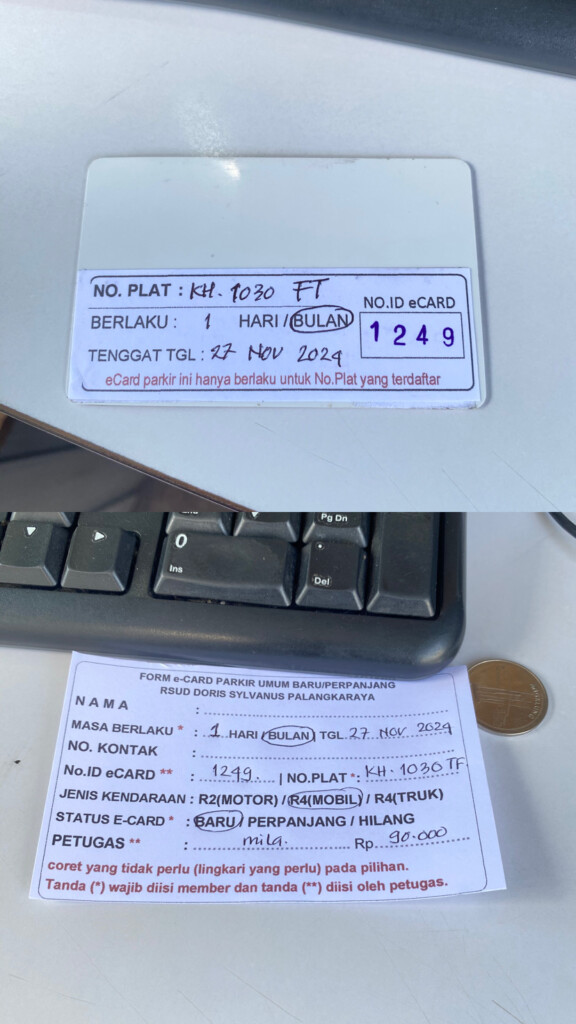 NO. PLAT : KH. 1030 FT
BERLAKU : 1 HARI / BULAN
NO.ID eCARD
1249
TENGGAT TGL : 27 NOV 2024
eCard parkir ini hanya berlaku untuk No.Plat yang terdaftar
Pg Dn
0
Ins
.
Del
FORM e-CARD PARKIR UMUM BARU/PERPANJANG
RSUD DORIS SYLVANUS PALANGKARAYA
NAMA :
MASA BERLAKU * : 1 HARI / BULAN TGL. 27 NOV 2024
NO. KONTAK :
No.ID eCARD ** : 1249. | NO.PLAT *: KH. 1030 TF
JENIS KENDARAAN : R2(MOTOR) / R4(MOBIL) / R4(TRUK)
STATUS E-CARD * : BARU / PERPANJANG / HILANG
PETUGAS ** : mila. Rp. 90.000
coret yang tidak perlu (lingkari yang perlu) pada pilihan.
Tanda (*) wajib diisi member dan tanda (**) diisi oleh petugas.